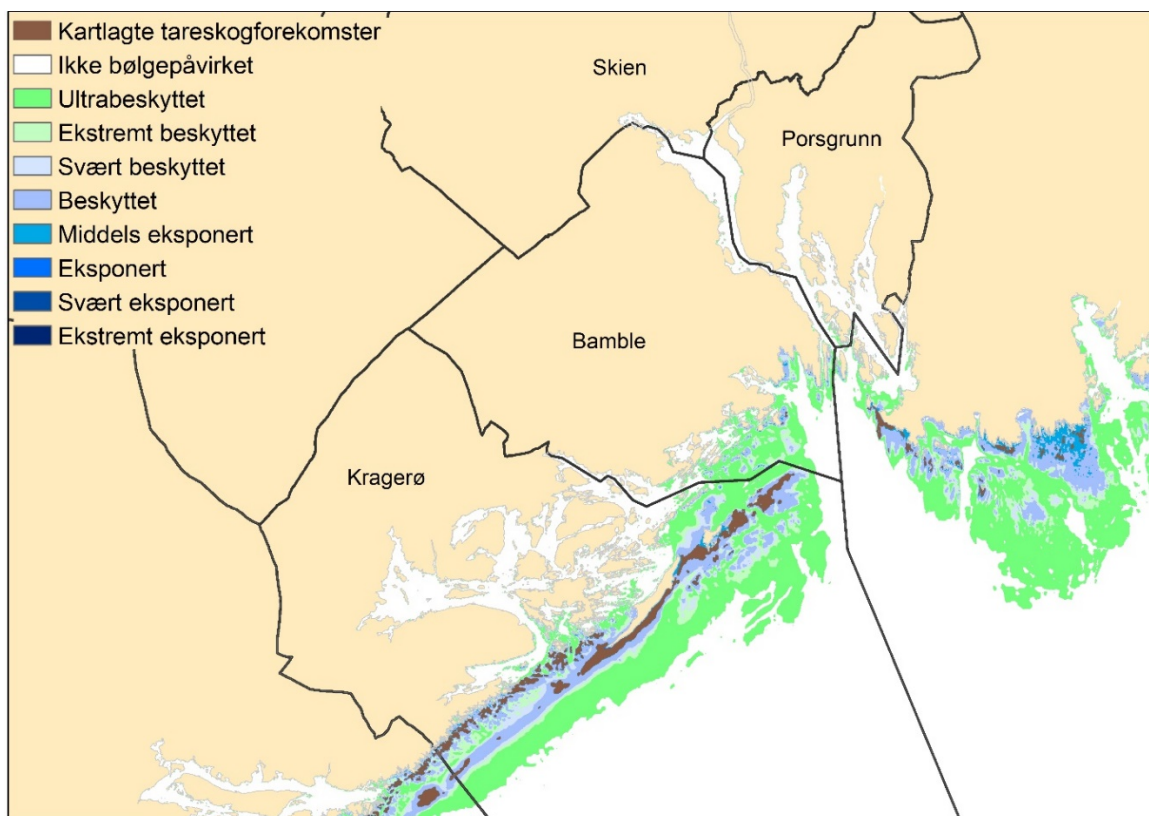 Kartlagte tareskogforekomster
Ikke bølgepåvirket
Ultrabeskyttet
Ekstremt beskyttet
Svært beskyttet
Beskyttet
Middels eksponert
Eksponert
Svært eksponert
Ekstremt eksponert
Skien
Porsgrunn
Bamble
Kragerø